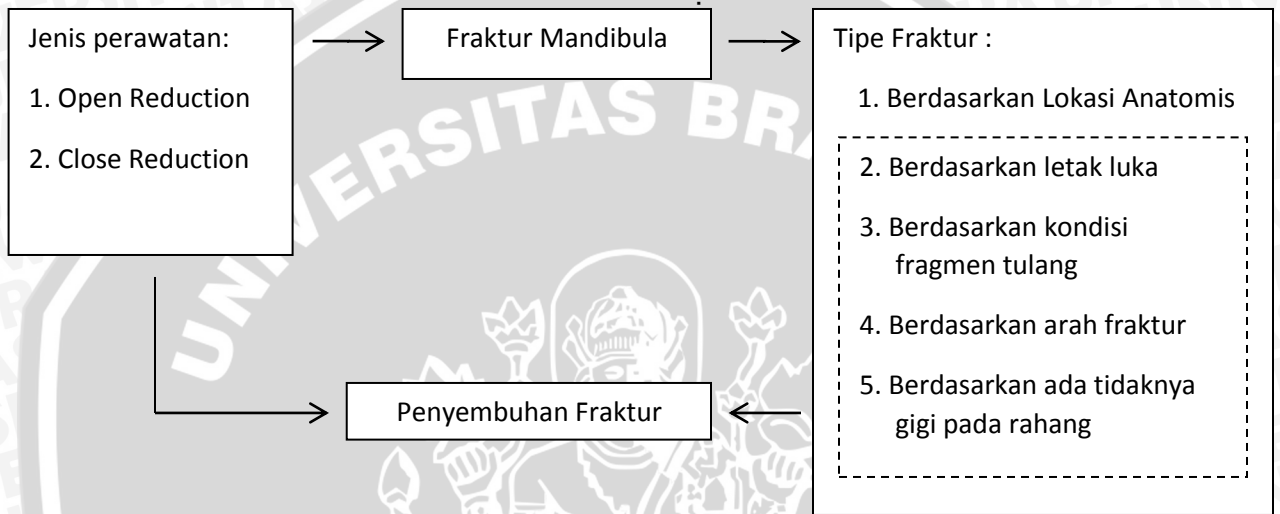 Jenis perawatan:
1. Open Reduction
2. Close Reduction
Fraktur Mandibula
Tipe Fraktur :
1. Berdasarkan Lokasi Anatomis
2. Berdasarkan letak luka
3. Berdasarkan kondisi
fragmen tulang
4. Berdasarkan arah fraktur
5. Berdasarkan ada tidaknya
gigi pada rahang
Penyembuhan Fraktur
UNIVERSITAS BRA